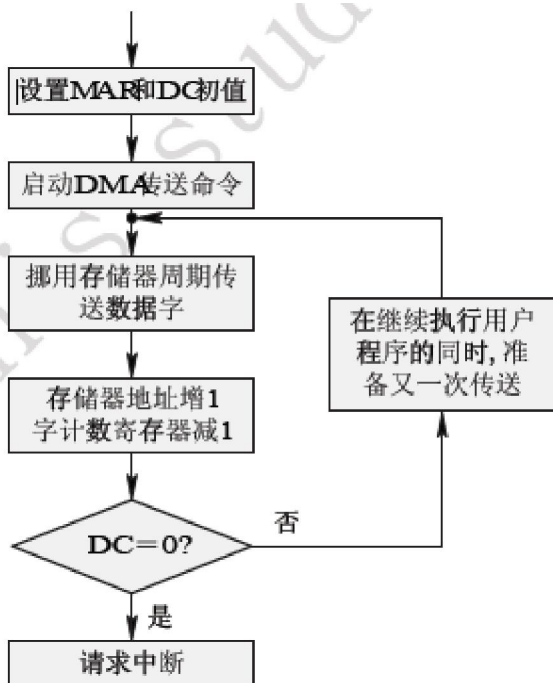 设置MAR和DC初值
启动DMA传送命令
挪用存储器周期传
送数据字
存储器地址增1
字计数寄存器减1
DC=0?
是
请求中断
否
在继续执行用户
程序的同时, 准
备又一次传送